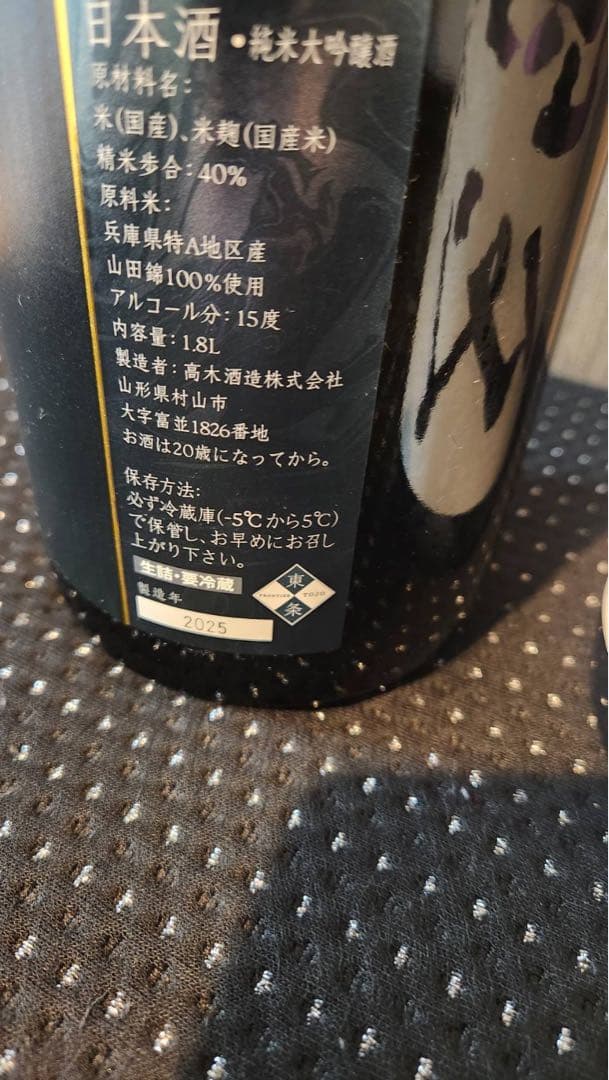 日本酒・純米大吟醸酒
原材料名:
米(国産)、米麹(国産米)
精米歩合:40%
原料米:
兵庫県特A地区産
山田錦100%使用
アルコール分:15度
内容量:1.8L
製造者:高木酒造株式会社
山形県村山市
大字富並1826番地
お酒は20歳になってから。
保存方法:
必ず冷蔵庫(-5℃から5℃)
で保管し、お早めにお召し
上がり下さい。
生詰・要冷蔵
製造年
2025
東
FRONTIER TOJO
条